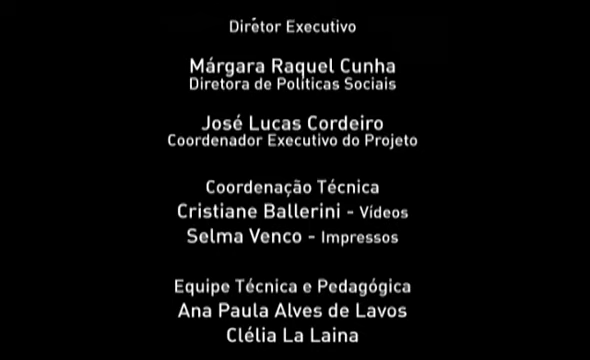 Diretor Executivo
Márgara Raquel Cunha
Diretora de Políticas Sociais
José Lucas Cordeiro
Coordenador Executivo do Projeto
Coordenação Técnica
Cristiane Ballerini - Vídeos
Selma Venco - Impressos
Equipe Técnica e Pedagógica
Ana Paula Alves de Lavos
Clélia La Laina